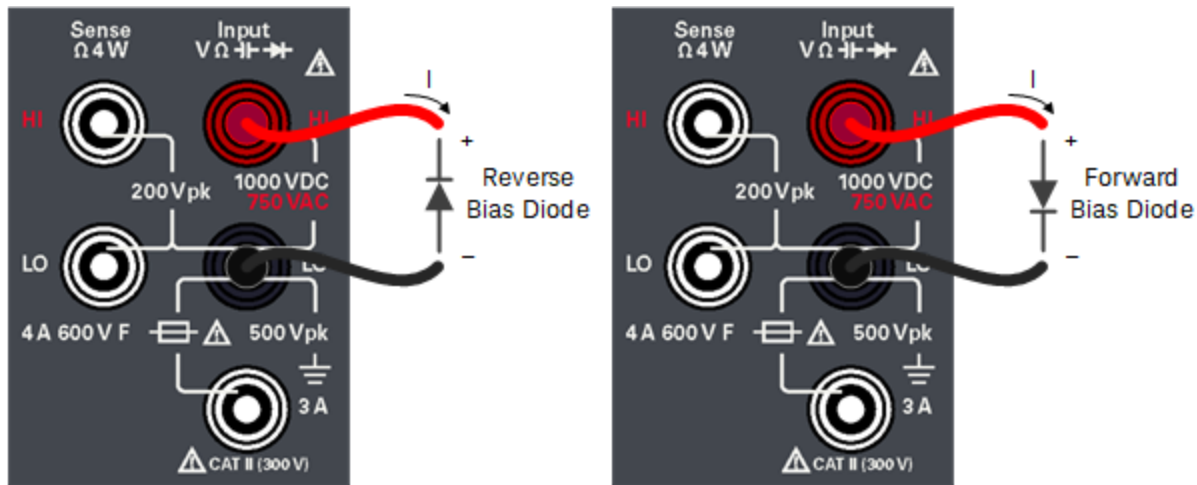 Sense
Ω 4 W
Input
V Ω
HI
HI
I
+
200 Vpk
1000 VDC
750 VAC
Reverse
Bias Diode
LO
LO
−
4 A 600 V F
500 Vpk
3 A
CAT II (300 V)
Sense
Ω 4 W
Input
V Ω
HI
HI
I
+
200 Vpk
1000 VDC
750 VAC
Forward
Bias Diode
LO
LO
−
4 A 600 V F
500 Vpk
3 A
CAT II (300 V)